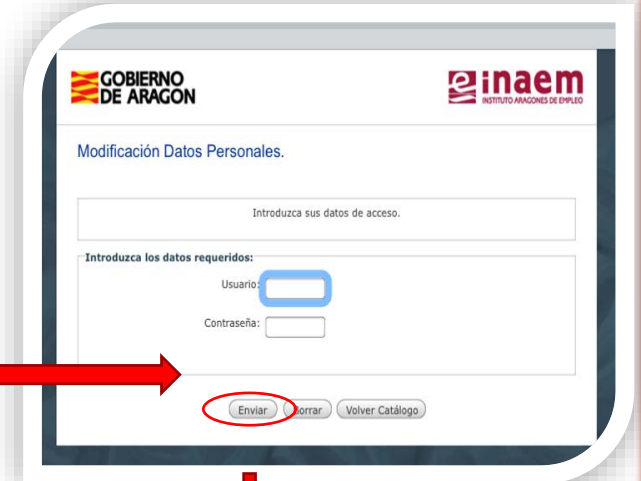 GOBIERNO
DE ARAGON
inaem
INSTITUTO ARAGONES DE EMPLEO
Modificación Datos Personales.
Introduzca sus datos de acceso.
Introduzca los datos requeridos:
Usuario:
Contraseña:
Enviar Borrar Volver Catálogo